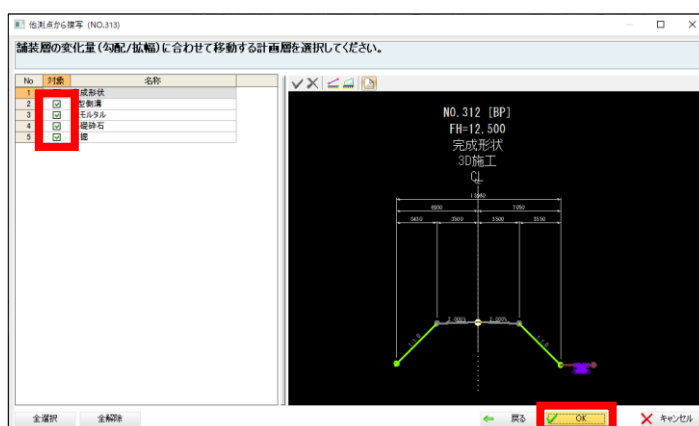 他測点から複写 (NO.313)
舗装層の変化量(勾配/拡幅)に合わせて移動する計画層を選択してください。
No 対象 名称
1 完成形状
2 型側溝
3 モルタル
4 礎砕石
5 掘
NO.312 [BP]
FH=12.500
完成形状
3D施工
CL
3450 3500 3500 3550
2.000% 2.000%
全選択 全解除 戻る OK キャンセル